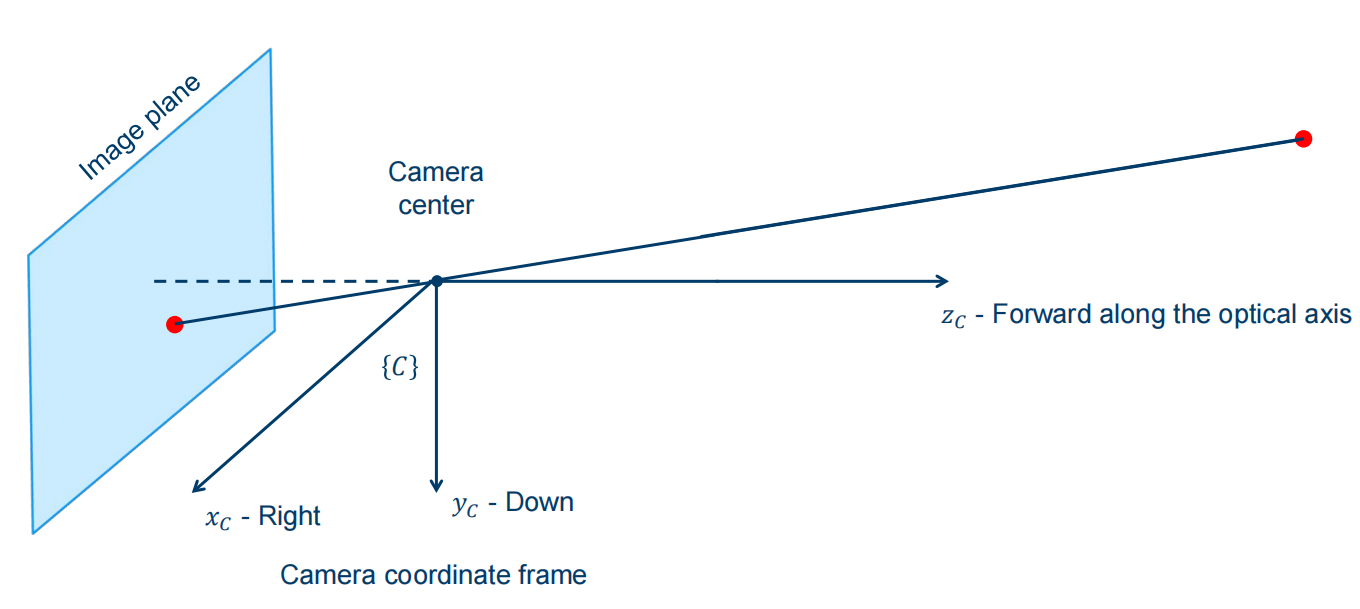 Image plane
Camera
center
z_C - Forward along the optical axis
{C}
y_C - Down
x_C - Right
Camera coordinate frame